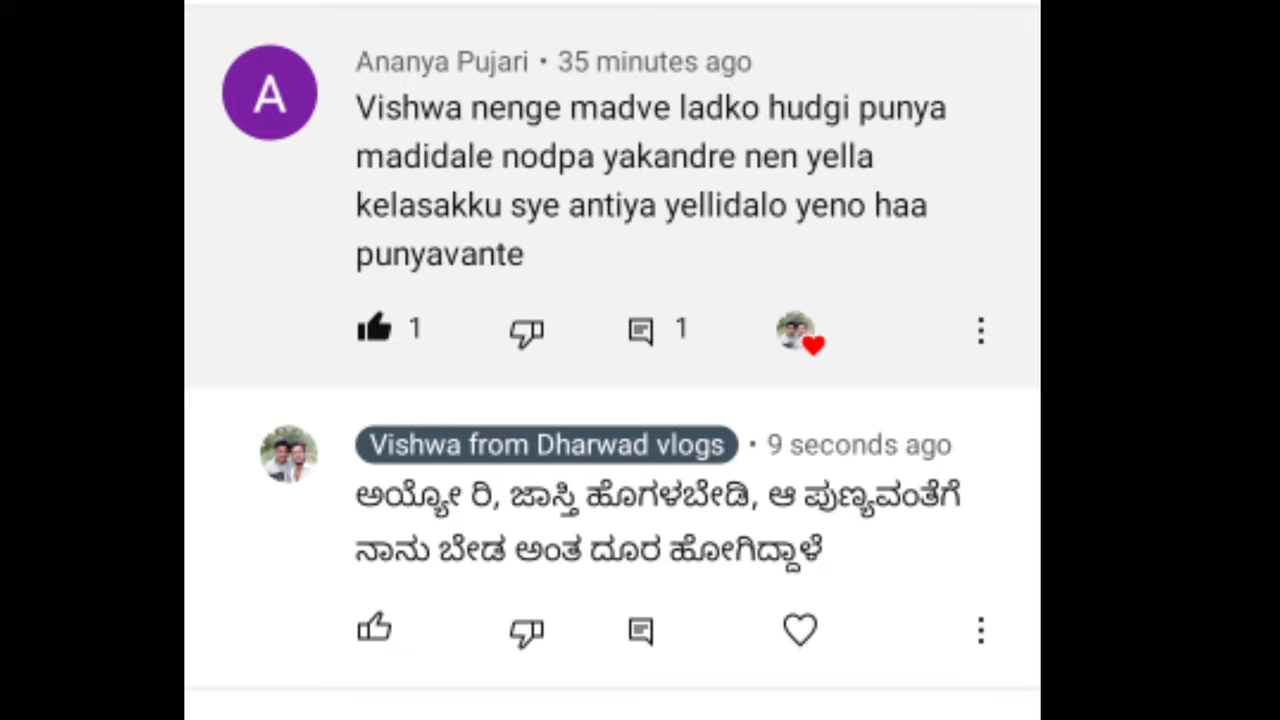 A
Ananya Pujari • 35 minutes ago
Vishwa nenge madve ladko hudgi punya
madidale nodpa yakandre nen yella
kelasakku sye antiya yellidalo yeno haa
punyavante
1 1
Vishwa from Dharwad vlogs • 9 seconds ago
ಅಯ್ಯೋ ರಿ, ಜಾಸ್ತಿ ಹೊಗಳಬೇಡಿ, ಆ ಪುಣ್ಯವಂತೆಗೆ
ನಾನು ಬೇಡ ಅಂತ ದೂರ ಹೋಗಿದ್ದಾಳೆ